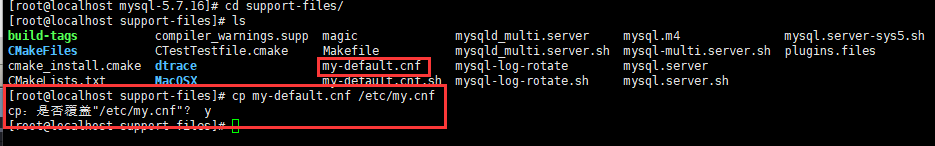 [root@localhost mysql-5.7.16]# cd support-files/
[root@localhost support-files]# ls
build-tags compiler_warnings.supp magic mysqld_multi.server mysql.m4 mysql.server-sys5.sh
CMakeFiles CTestTestfile.cmake Makefile mysqld_multi.server.sh mysql-multi.server.sh plugins.files
cmake_install.cmake dtrace my-default.cnf mysql-log-rotate mysql.server
CMakeLists.txt MacOSX my-default.cnf.sh mysql-log-rotate.sh mysql.server.sh
[root@localhost support-files]# cp my-default.cnf /etc/my.cnf
cp：是否覆盖"/etc/my.cnf"？ y
[root@localhost support-files]#